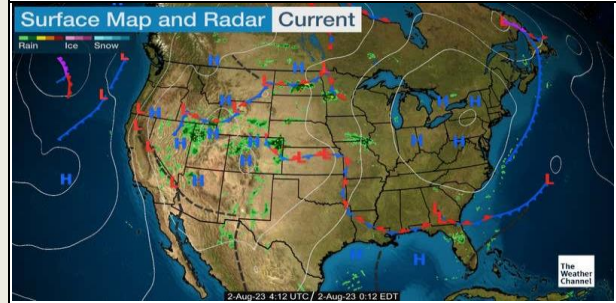 Surface Map and Radar Current
Rain Ice Snow
L
L L
H H L
L
L L H H
L H L L H H
H H H L H H
L L L
H H H L L
L
L
H H
The
Weather
Channel
2-Aug-23 4:12 UTC / 2-Aug-23 0:12 EDT